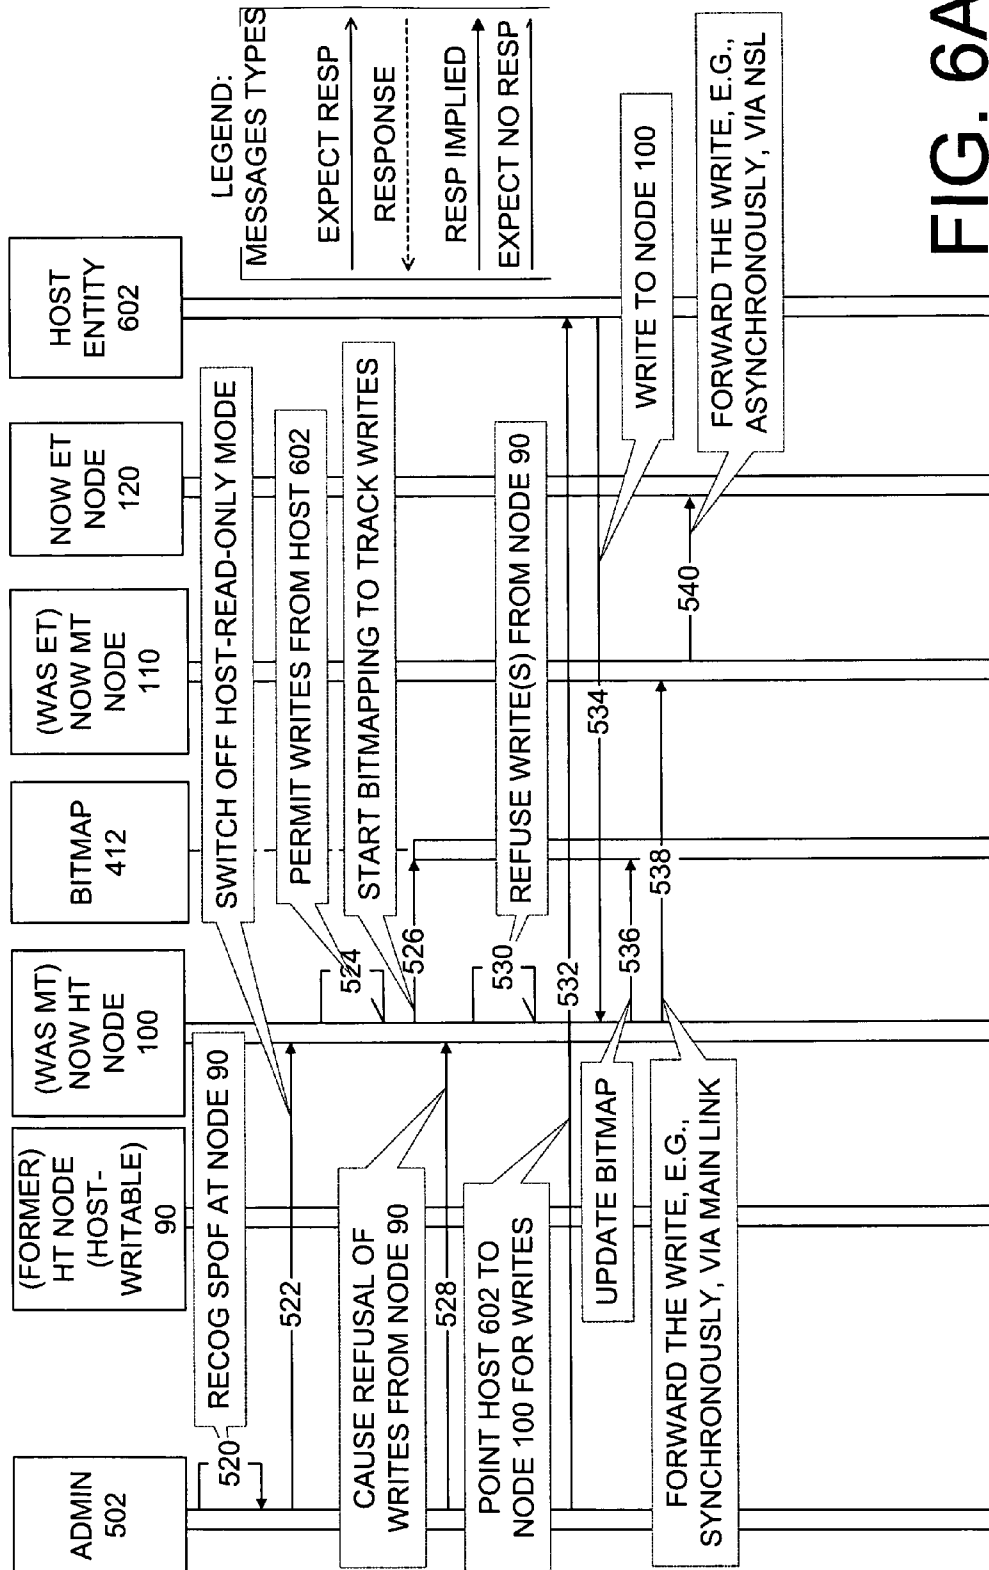 ADMIN
502
(FORMER)
HT NODE
(HOST-
WRITABLE)
90
(WAS MT)
NOW HT
NODE
100
BITMAP
412
(WAS ET)
NOW MT
NODE
110
NOW ET
NODE
120
HOST
ENTITY
602
LEGEND:
MESSAGES TYPES
EXPECT RESP
RESPONSE
RESP IMPLIED
EXPECT NO RESP
520
RECOG SPOF AT NODE 90
522
SWITCH OFF HOST-READ-ONLY MODE
524
PERMIT WRITES FROM HOST 602
526
START BITMAPPING TO TRACK WRITES
528
CAUSE REFUSAL OF
WRITES FROM NODE 90
530
REFUSE WRITE(S) FROM NODE 90
532
POINT HOST 602 TO
NODE 100 FOR WRITES
534
WRITE TO NODE 100
536
UPDATE BITMAP
538
FORWARD THE WRITE, E.G.,
SYNCHRONOUSLY, VIA MAIN LINK
540
FORWARD THE WRITE, E.G.,
ASYNCHRONOUSLY, VIA NSL
FIG. 6A